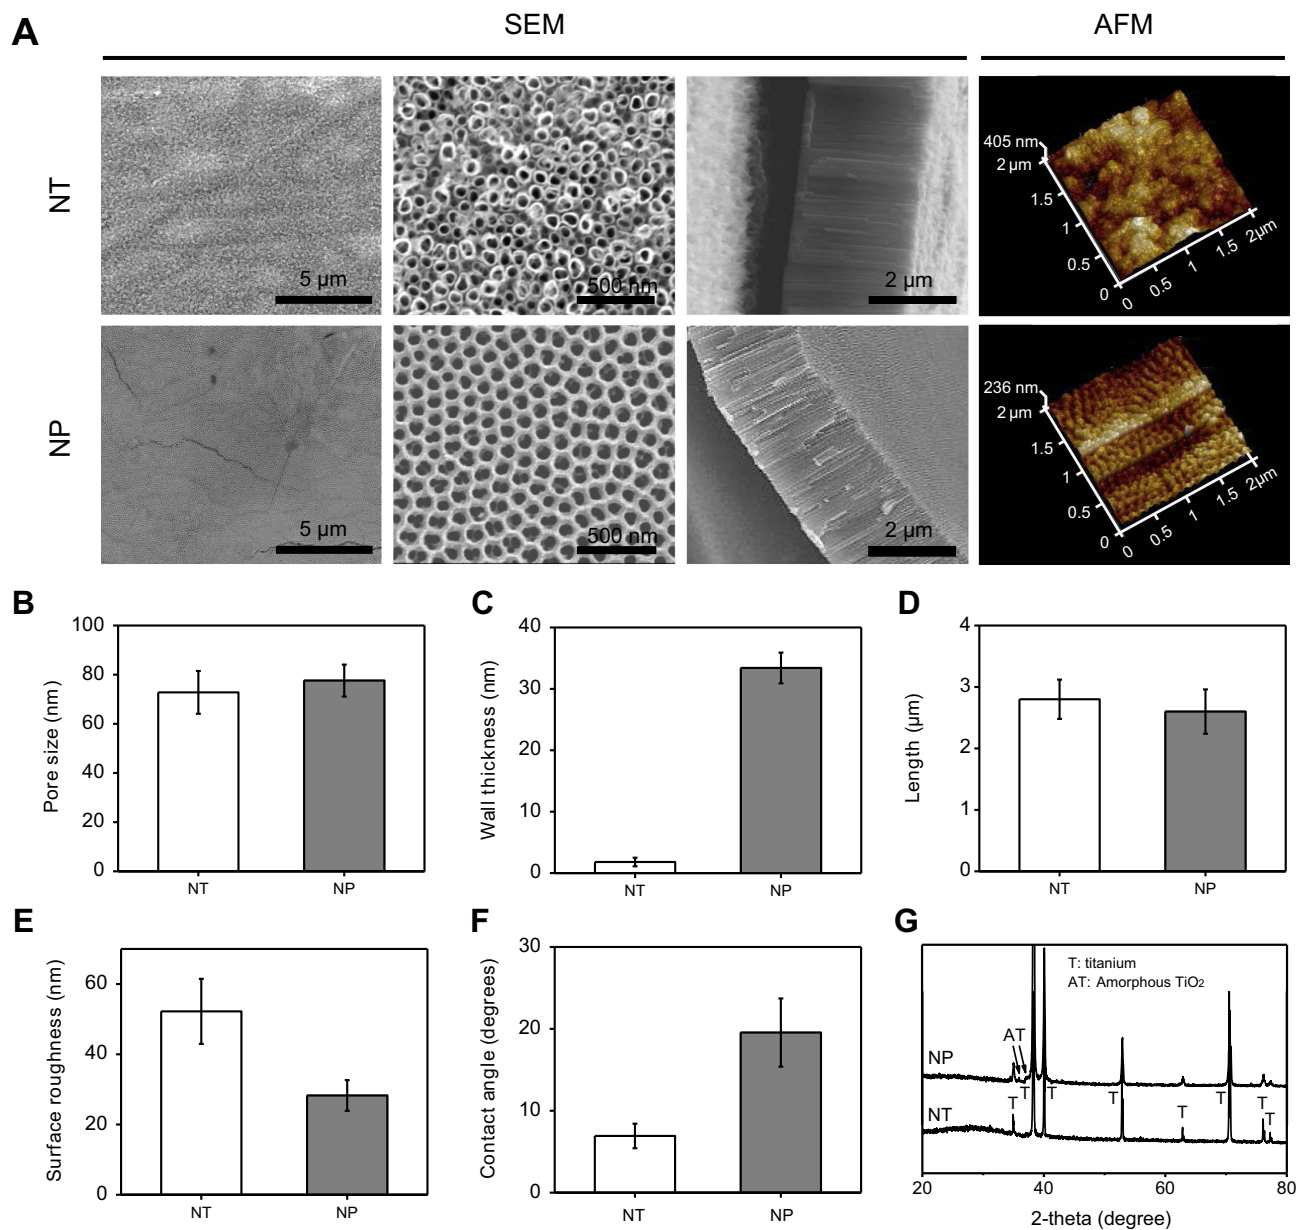 A
SEM
AFM
NT
5 µm
500 nm
2 µm
405 nm
2 µm
1.5
1
0.5
0
0
0.5
1
1.5
2µm
NP
5 µm
500 nm
2 µm
236 nm
2 µm
1.5
1
0.5
0
0
0.5
1
1.5
2µm
B
Pore size (nm)
100
80
60
40
20
0
NT
NP
C
Wall thickness (nm)
40
30
20
10
0
NT
NP
D
Length (µm)
4
3
2
1
0
NT
NP
E
Surface roughness (nm)
60
40
20
0
NT
NP
F
Contact angle (degrees)
30
20
10
0
NT
NP
G
T: titanium
AT: Amorphous TiO2
AT
NP
T T T T T T T T
NT
20 40 60 80
2-theta (degree)